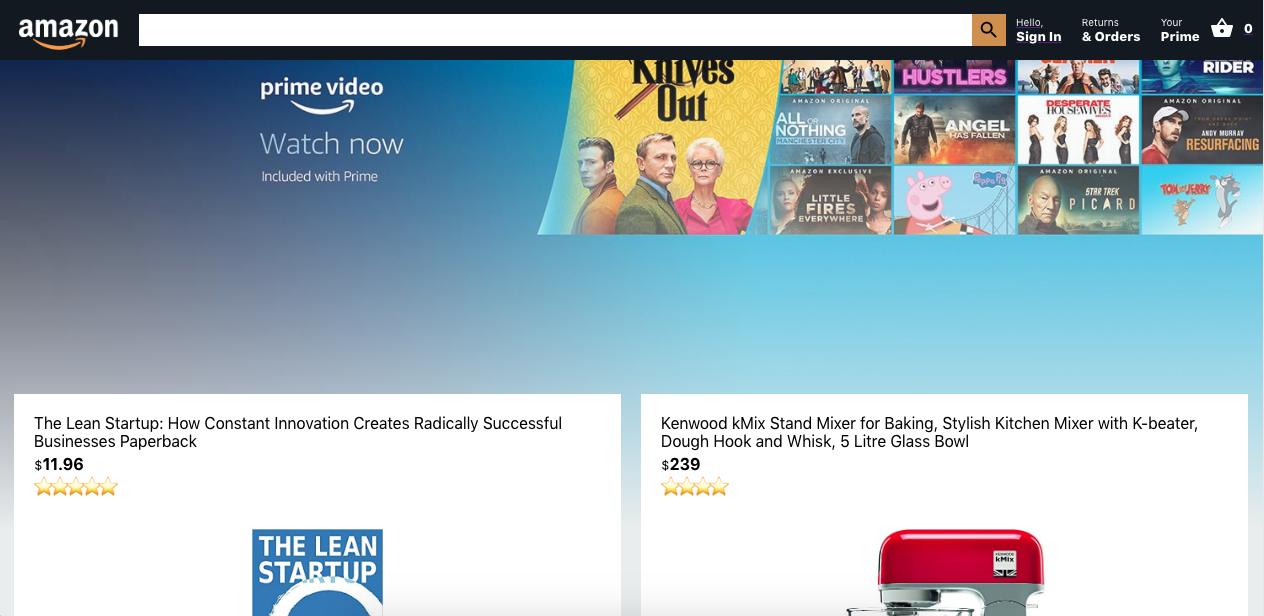 amazon
Hello,
Sign In
Returns
& Orders
Your
Prime
0
prime video
Watch now
Included with Prime
Knives
Out
HUSTLERS
RIDER
AMAZON ORIGINAL
ALL OR
NOTHING
MANCHESTER CITY
ANGEL
HAS FALLEN
DESPERATE
HOUSEWIVES
AMAZON ORIGINAL
ANDY MURRAY
RESURFACING
AMAZON EXCLUSIVE
LITTLE
FIRES
EVERYWHERE
Peppa Pig
AMAZON ORIGINAL
STAR TREK
PICARD
TOM AND JERRY
The Lean Startup: How Constant Innovation Creates Radically Successful
Businesses Paperback
$11.96
THE LEAN
STARTUP
Kenwood kMix Stand Mixer for Baking, Stylish Kitchen Mixer with K-beater,
Dough Hook and Whisk, 5 Litre Glass Bowl
$239
KENWOOD
kMix